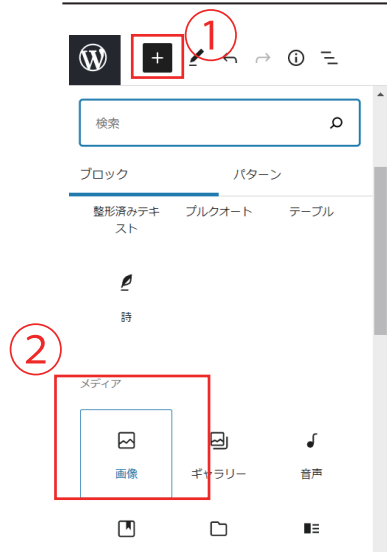 ①
検索
ブロック パターン
整形済みテキ プルクオート テーブル
スト
詩
②
メディア
画像 ギャラリー 音声